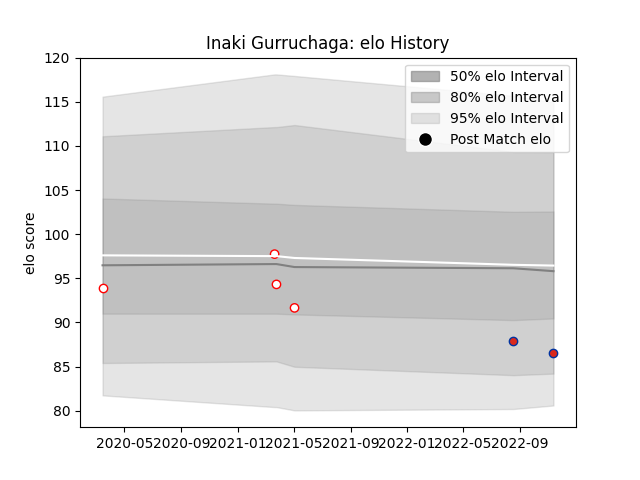 Inaki Gurruchaga: elo History
120
115
110
105
100
95
90
85
80
elo score
50% elo Interval
80% elo Interval
95% elo Interval
Post Match elo
2020-05 2020-09 2021-01 2021-05 2021-09 2022-01 2022-05 2022-09